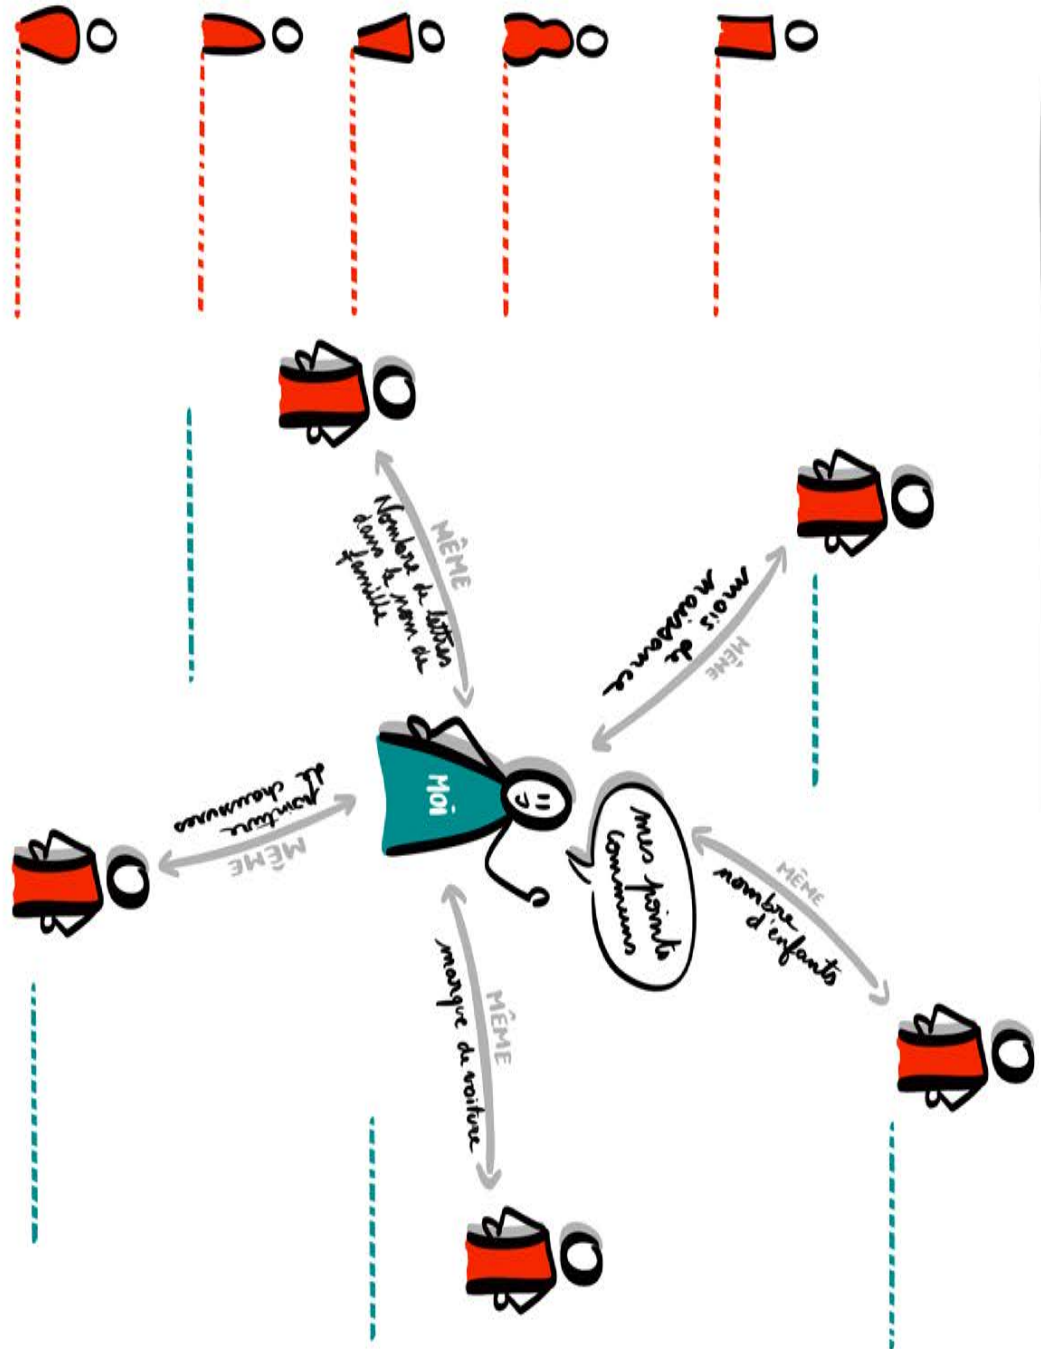 MÊME
mois de
naissance
MÊME
nombre
d'enfants
mes points
communs
MÊME
Nombre de lettres
dans le nom de
famille
Moi
MÊME
marque de voiture
MÊME
pointure
de chaussures